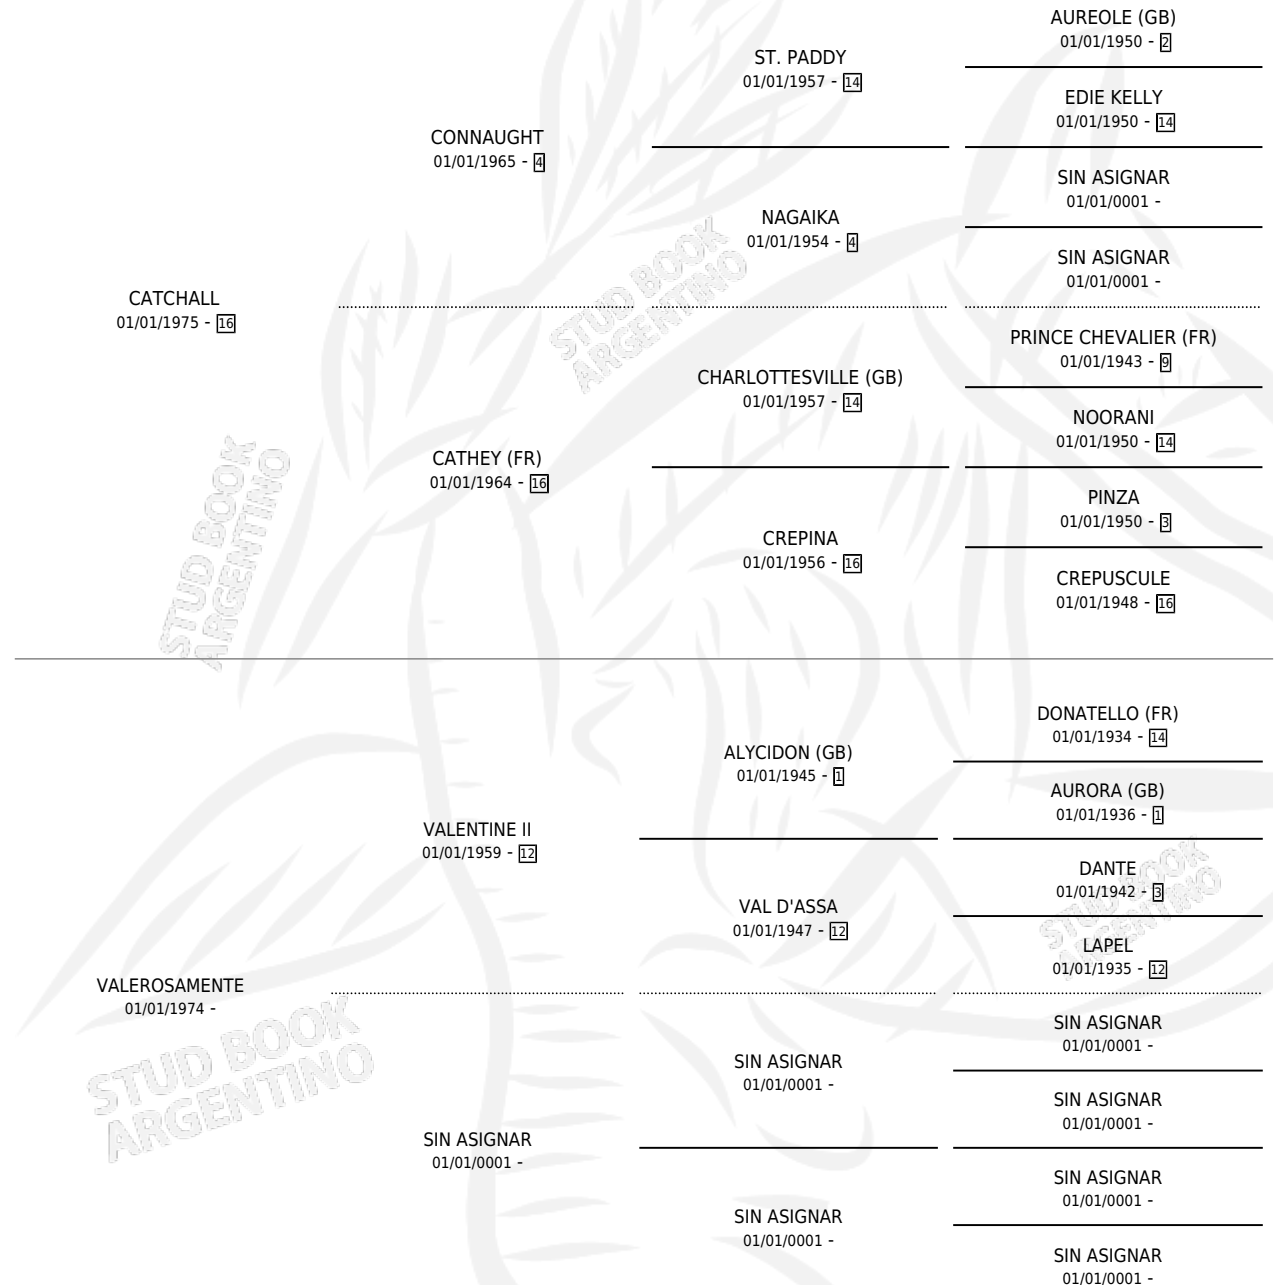 AUREOLE (GB)
01/01/1950 - 2
ST. PADDY
01/01/1957 - 14
EDIE KELLY
01/01/1950 - 14
CONNAUGHT
01/01/1965 - 4
SIN ASIGNAR
01/01/0001 -
NAGAIKA
01/01/1954 - 4
SIN ASIGNAR
01/01/0001 -
CATCHALL
01/01/1975 - 16
STUD BOOK
ARGENTINO
PRINCE CHEVALIER (FR)
01/01/1943 - 9
CHARLOTTESVILLE (GB)
01/01/1957 - 14
NOORANI
01/01/1950 - 14
CATHEY (FR)
01/01/1964 - 16
PINZA
01/01/1950 - 3
CREPINA
01/01/1956 - 16
CREPUSCULE
01/01/1948 - 16
STUD BOOK
ARGENTINO
DONATELLO (FR)
01/01/1934 - 14
ALYCIDON (GB)
01/01/1945 - 1
AURORA (GB)
01/01/1936 - 1
VALENTINE II
01/01/1959 - 12
DANTE
01/01/1942 - 3
VAL D'ASSA
01/01/1947 - 12
LAPEL
01/01/1935 - 12
STUD BOOK
ARGENTINO
VALEROSAMENTE
01/01/1974 -
SIN ASIGNAR
01/01/0001 -
SIN ASIGNAR
01/01/0001 -
SIN ASIGNAR
01/01/0001 -
STUD BOOK
ARGENTINO
SIN ASIGNAR
01/01/0001 -
SIN ASIGNAR
01/01/0001 -
SIN ASIGNAR
01/01/0001 -
SIN ASIGNAR
01/01/0001 -